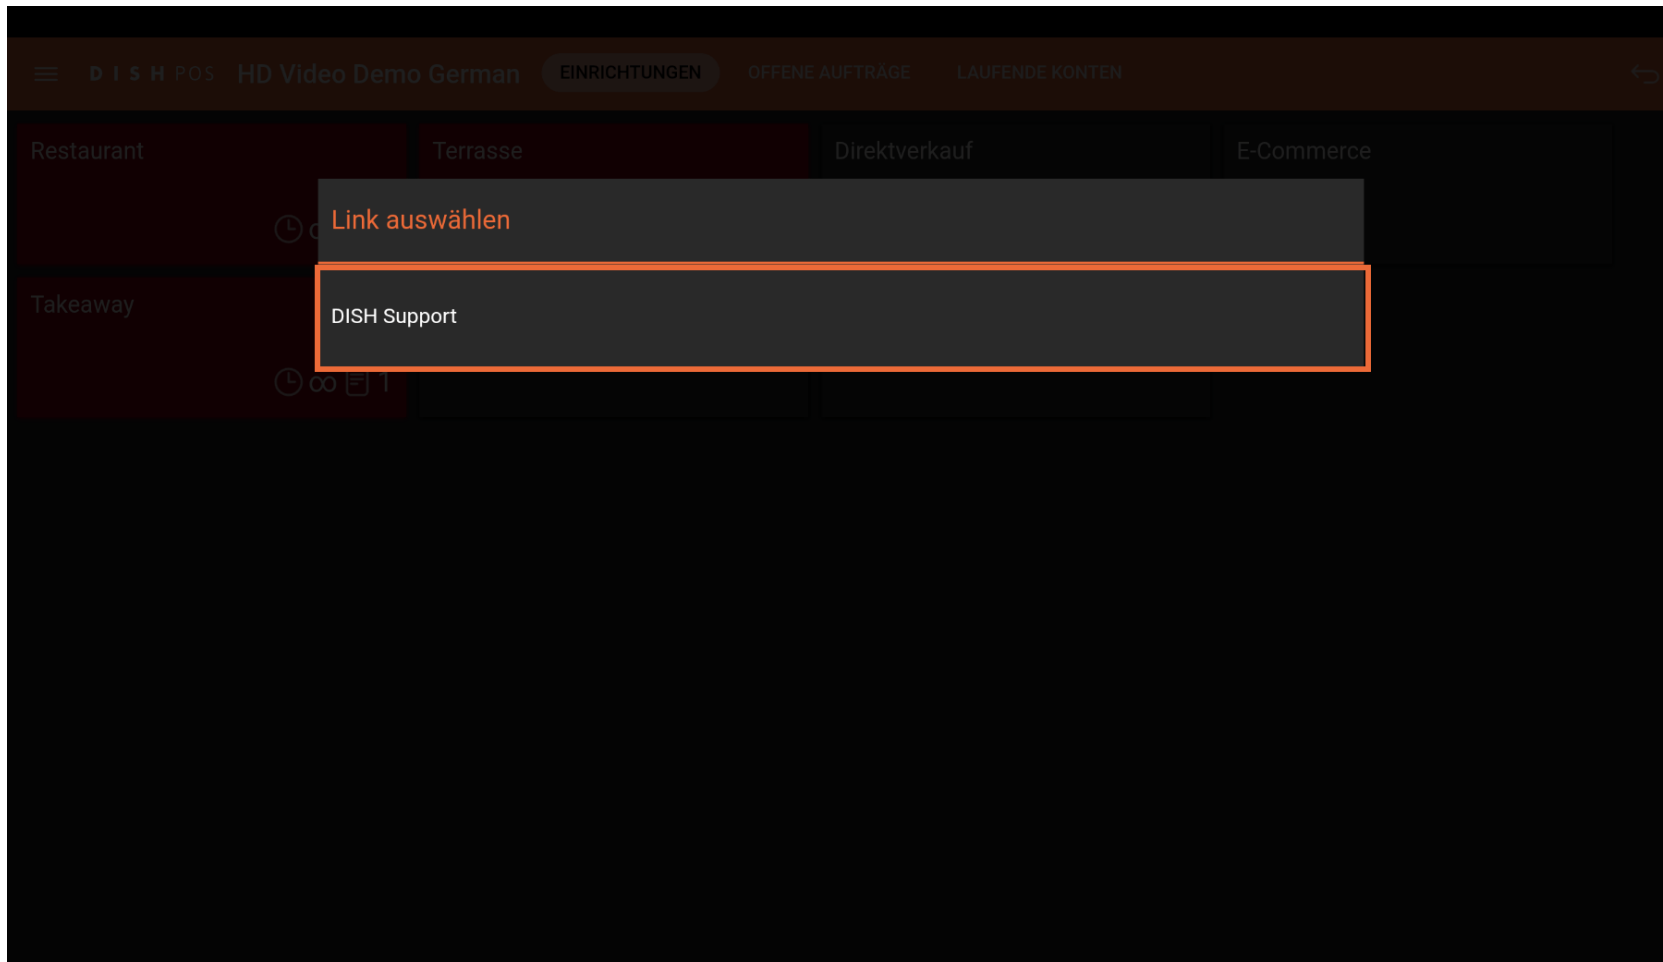 DISH POS HD Video Demo German EINRICHTUNGEN OFFENE AUFTRÄGE LAUFENDE KONTEN
Restaurant Terrasse Direktverkauf E-Commerce
Link auswählen
Takeaway
DISH Support
1